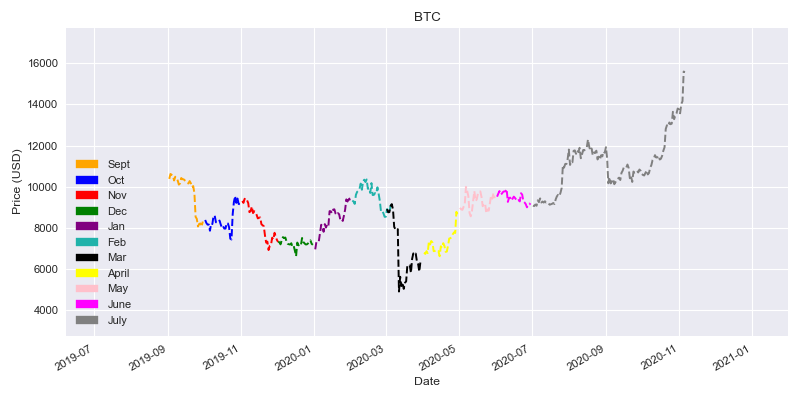 BTC
16000
14000
12000
10000
8000
6000
4000
Price (USD)
Sept
Oct
Nov
Dec
Jan
Feb
Mar
April
May
June
July
2019-07
2019-09
2019-11
2020-01
2020-03
2020-05
2020-07
2020-09
2020-11
2021-01
Date